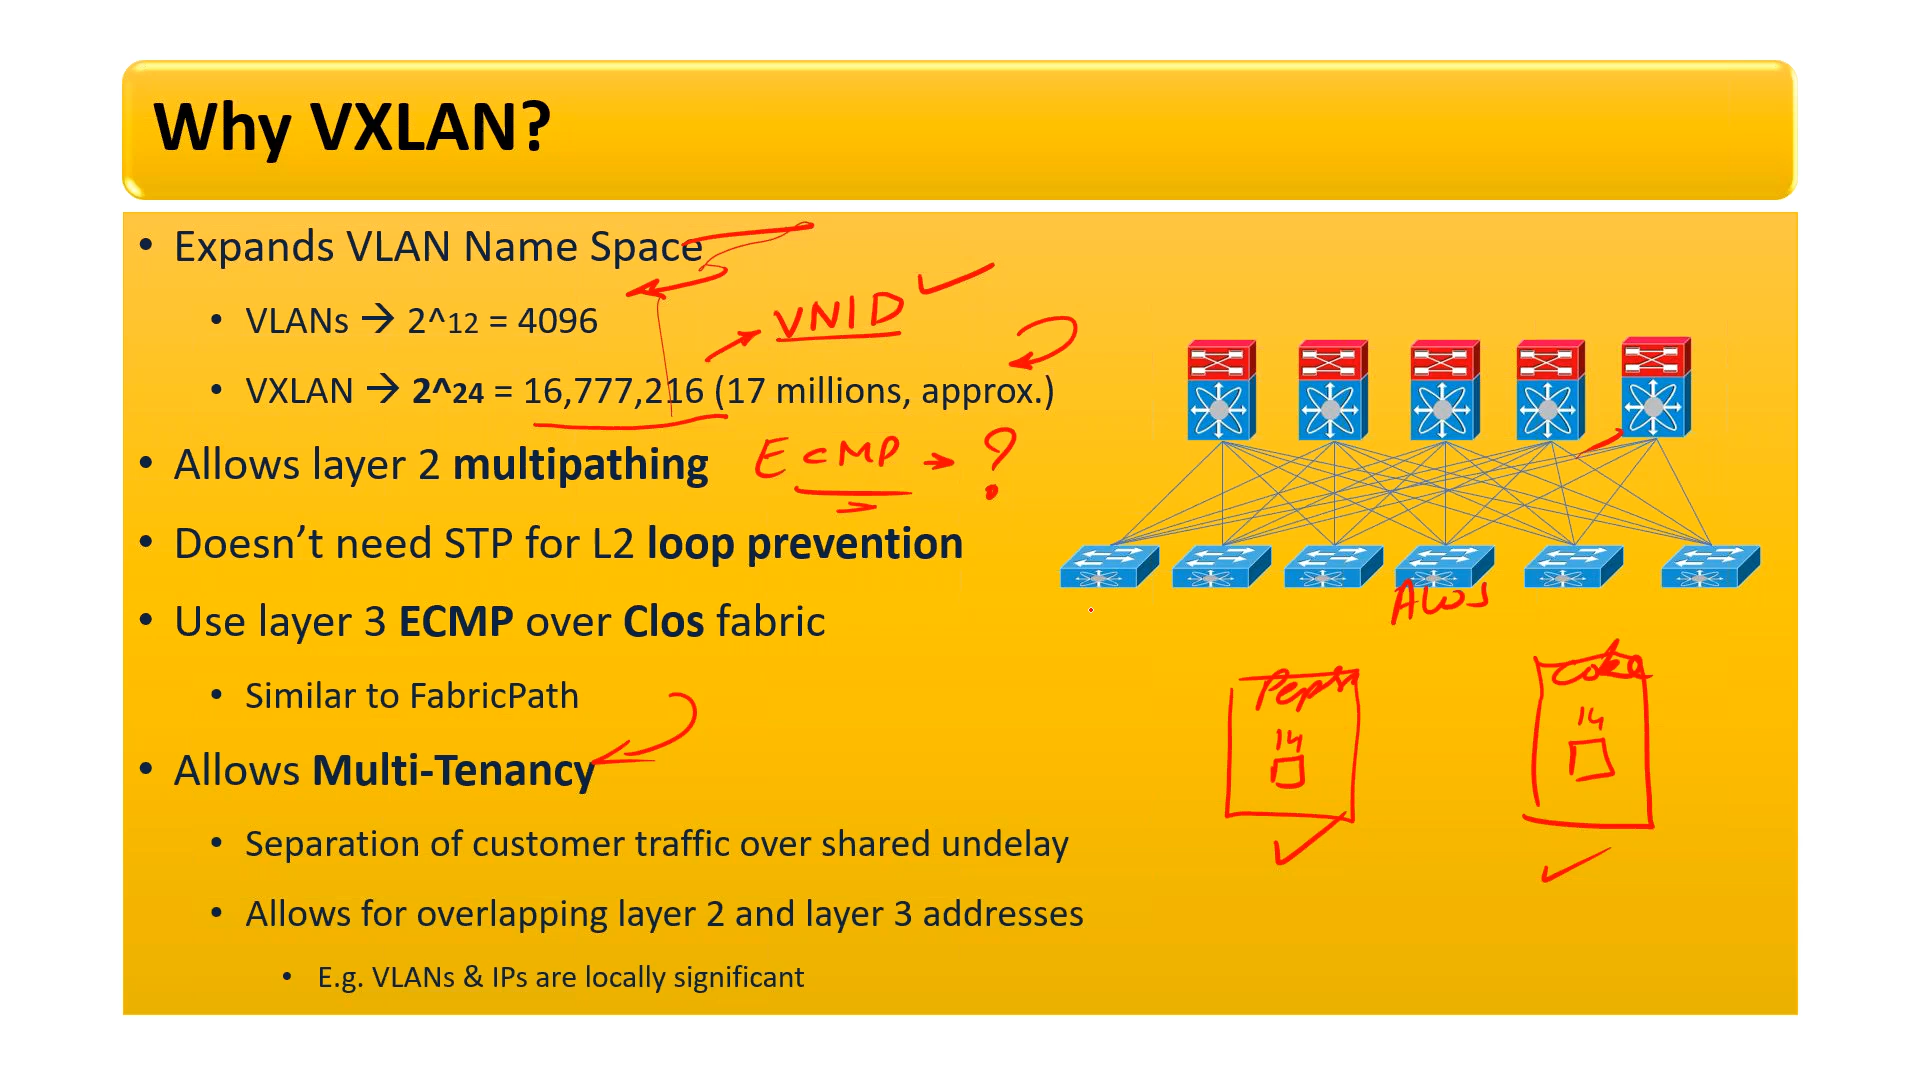 Why VXLAN?
• Expands VLAN Name Space
• VLANs → 2^12 = 4096
VNID
• VXLAN → 2^24 = 16,777,216 (17 millions, approx.)
• Allows layer 2 multipathing ECMP → ?
• Doesn’t need STP for L2 loop prevention
• Use layer 3 ECMP over Clos fabric
• Similar to FabricPath
• Allows Multi-Tenancy
• Separation of customer traffic over shared undelay
• Allows for overlapping layer 2 and layer 3 addresses
• E.g. VLANs & IPs are locally significant
Pepsi
14
Coke
14